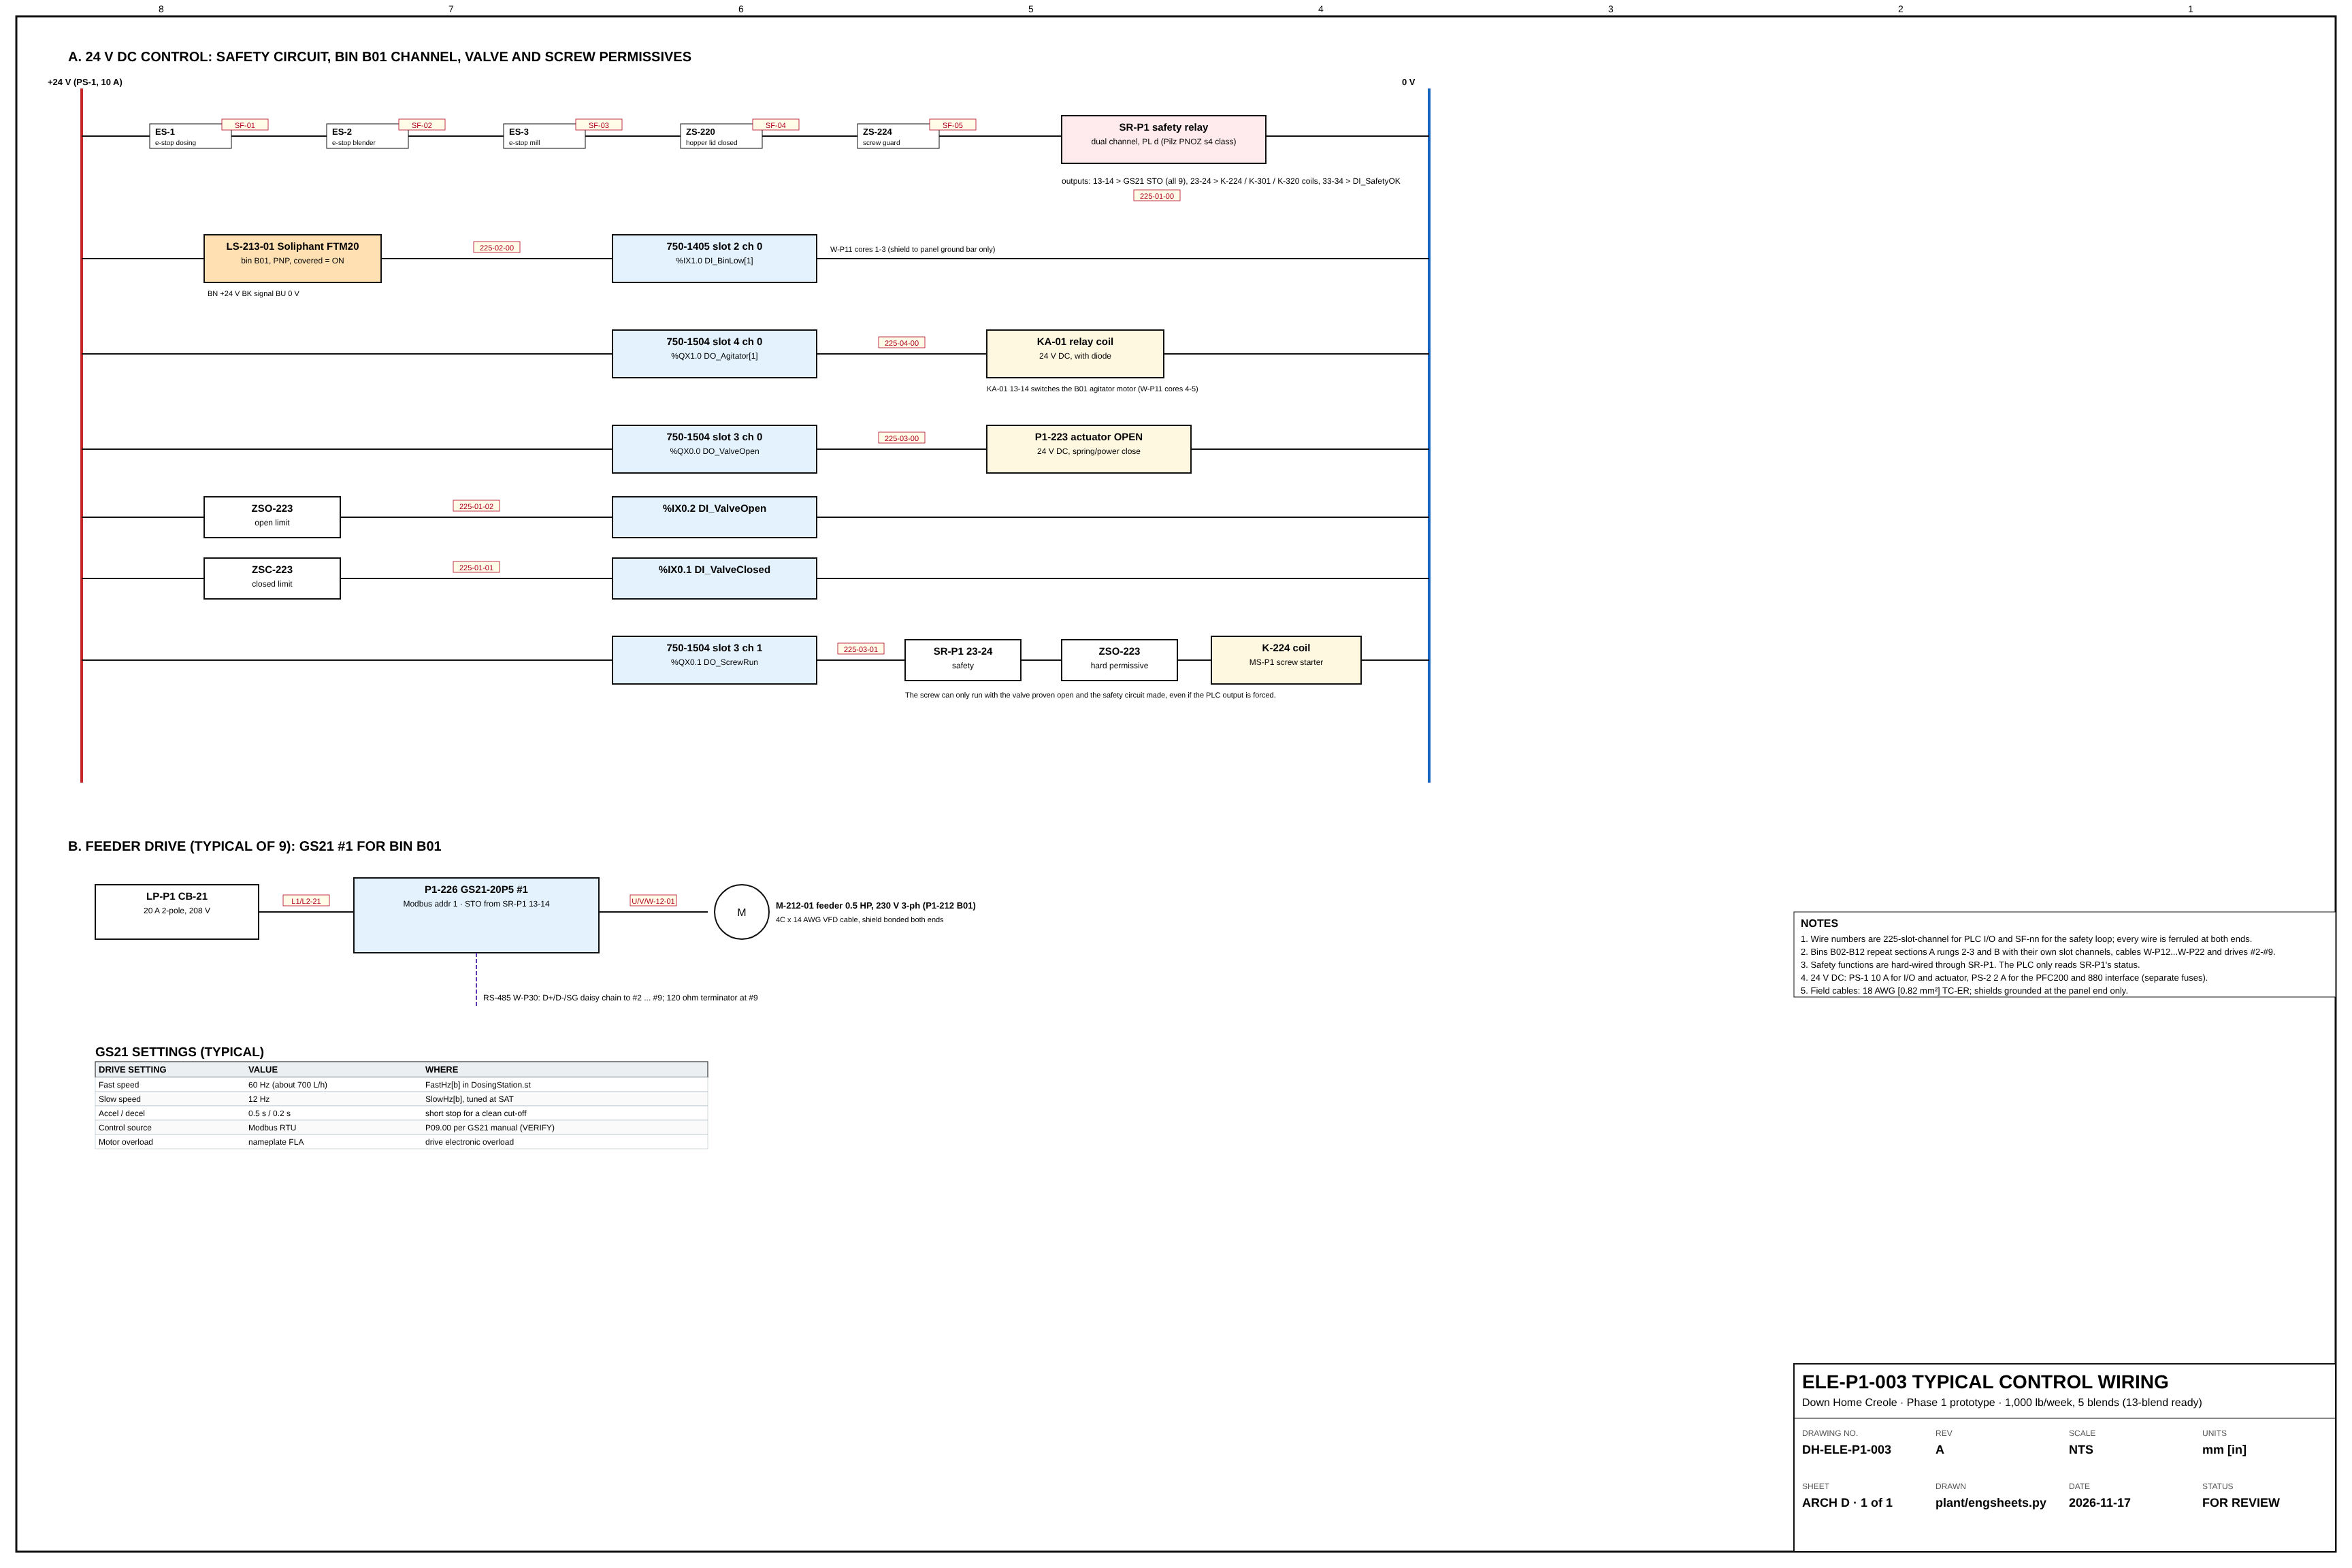 8 7 6 5 4 3 2 1
A. 24 V DC CONTROL: SAFETY CIRCUIT, BIN B01 CHANNEL, VALVE AND SCREW PERMISSIVES
+24 V (PS-1, 10 A)
0 V
ES-1
e-stop dosing
SF-01
ES-2
e-stop blender
SF-02
ES-3
e-stop mill
SF-03
ZS-220
hopper lid closed
SF-04
ZS-224
screw guard
SF-05
SR-P1 safety relay
dual channel, PL d (Pilz PNOZ s4 class)
outputs: 13-14 > GS21 STO (all 9), 23-24 > K-224 / K-301 / K-320 coils, 33-34 > DI_SafetyOK
225-01-00
LS-213-01 Soliphant FTM20
bin B01, PNP, covered = ON
BN +24 V BK signal BU 0 V
225-02-00
750-1405 slot 2 ch 0
%IX1.0 DI_BinLow[1]
W-P11 cores 1-3 (shield to panel ground bar only)
750-1504 slot 4 ch 0
%QX1.0 DO_Agitator[1]
225-04-00
KA-01 relay coil
24 V DC, with diode
KA-01 13-14 switches the B01 agitator motor (W-P11 cores 4-5)
750-1504 slot 3 ch 0
%QX0.0 DO_ValveOpen
225-03-00
P1-223 actuator OPEN
24 V DC, spring/power close
ZSO-223
open limit
225-01-02
%IX0.2 DI_ValveOpen
ZSC-223
closed limit
225-01-01
%IX0.1 DI_ValveClosed
750-1504 slot 3 ch 1
%QX0.1 DO_ScrewRun
225-03-01
SR-P1 23-24
safety
ZSO-223
hard permissive
K-224 coil
MS-P1 screw starter
The screw can only run with the valve proven open and the safety circuit made, even if the PLC output is forced.
B. FEEDER DRIVE (TYPICAL OF 9): GS21 #1 FOR BIN B01
LP-P1 CB-21
20 A 2-pole, 208 V
L1/L2-21
P1-226 GS21-20P5 #1
Modbus addr 1 · STO from SR-P1 13-14
U/V/W-12-01
M
M-212-01 feeder 0.5 HP, 230 V 3-ph (P1-212 B01)
4C x 14 AWG VFD cable, shield bonded both ends
RS-485 W-P30: D+/D-/SG daisy chain to #2 ... #9; 120 ohm terminator at #9
GS21 SETTINGS (TYPICAL)
DRIVE SETTING VALUE WHERE
Fast speed 60 Hz (about 700 L/h) FastHz[b] in DosingStation.st
Slow speed 12 Hz SlowHz[b], tuned at SAT
Accel / decel 0.5 s / 0.2 s short stop for a clean cut-off
Control source Modbus RTU P09.00 per GS21 manual (VERIFY)
Motor overload nameplate FLA drive electronic overload
NOTES
1. Wire numbers are 225-slot-channel for PLC I/O and SF-nn for the safety loop; every wire is ferruled at both ends.
2. Bins B02-B12 repeat sections A rungs 2-3 and B with their own slot channels, cables W-P12...W-P22 and drives #2-#9.
3. Safety functions are hard-wired through SR-P1. The PLC only reads SR-P1's status.
4. 24 V DC: PS-1 10 A for I/O and actuator, PS-2 2 A for the PFC200 and 880 interface (separate fuses).
5. Field cables: 18 AWG [0.82 mm²] TC-ER; shields grounded at the panel end only.
ELE-P1-003 TYPICAL CONTROL WIRING
Down Home Creole · Phase 1 prototype · 1,000 lb/week, 5 blends (13-blend ready)
DRAWING NO. REV SCALE UNITS
DH-ELE-P1-003 A NTS mm [in]
SHEET DRAWN DATE STATUS
ARCH D · 1 of 1 plant/engsheets.py 2026-11-17 FOR REVIEW